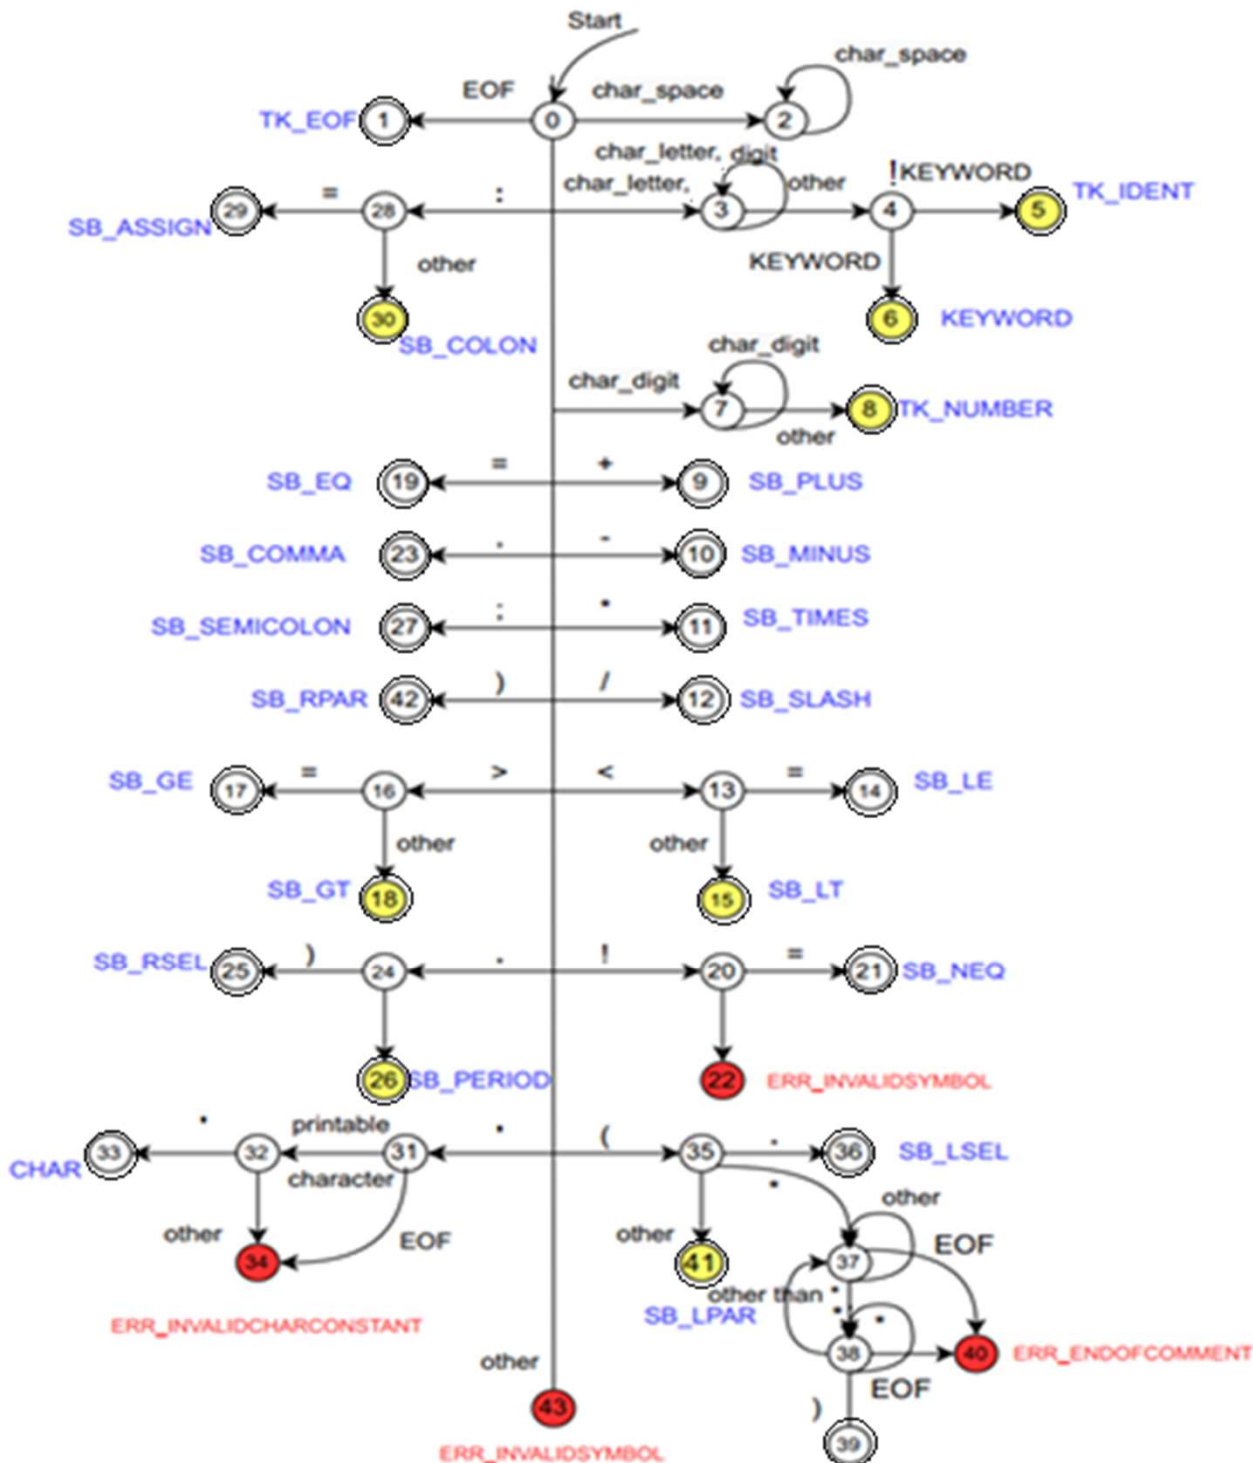 Start
char_space
EOF char_space
TK_EOF 1 0 2
char_letter, digit
char_letter, other !KEYWORD TK_IDENT
= :
29 28 3 4 5
SB_ASSIGN
other KEYWORD
30 6 KEYWORD
SB_COLON
char_digit
char_digit
7 8 TK_NUMBER
other
= +
SB_EQ 19 9 SB_PLUS
. -
SB_COMMA 23 10 SB_MINUS
; *
SB_SEMICOLON 27 11 SB_TIMES
) /
SB_RPAR 42 12 SB_SLASH
= > < =
SB_GE 17 16 13 14 SB_LE
other other
SB_GT 18 15 SB_LT
) . ! =
SB_RSEL 25 24 20 21 SB_NEQ
26 SB_PERIOD 22 ERR_INVALIDSYMBOL
printable
' ' (
33 32 31 35 . 36 SB_LSEL
CHAR character *
other EOF other other
34 41 37 EOF
other than *
ERR_INVALIDCHARCONSTANT SB_LPAR * *
38 40 ERR_ENDOFCOMMENT
other EOF
43 )
ERR_INVALIDSYMBOL 39